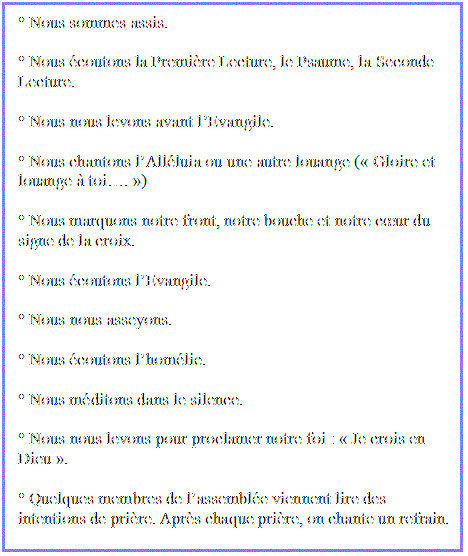 ° Nous sommes assis.
° Nous écoutons la Première Lecture, le Psaume, la Seconde
Lecture.
° Nous nous levons avant l’Evangile.
° Nous chantons l’Alléluia ou une autre louange (« Gloire et
louange à toi…. »)
° Nous marquons notre front, notre bouche et notre cœur du
signe de la croix.
° Nous écoutons l’Evangile.
° Nous nous asseyons.
° Nous écoutons l’homélie.
° Nous méditons dans le silence.
° Nous nous levons pour proclamer notre foi : « Je crois en
Dieu ».
° Quelques membres de l’assemblée viennent lire des
intentions de prière. Après chaque prière, on chante un refrain.